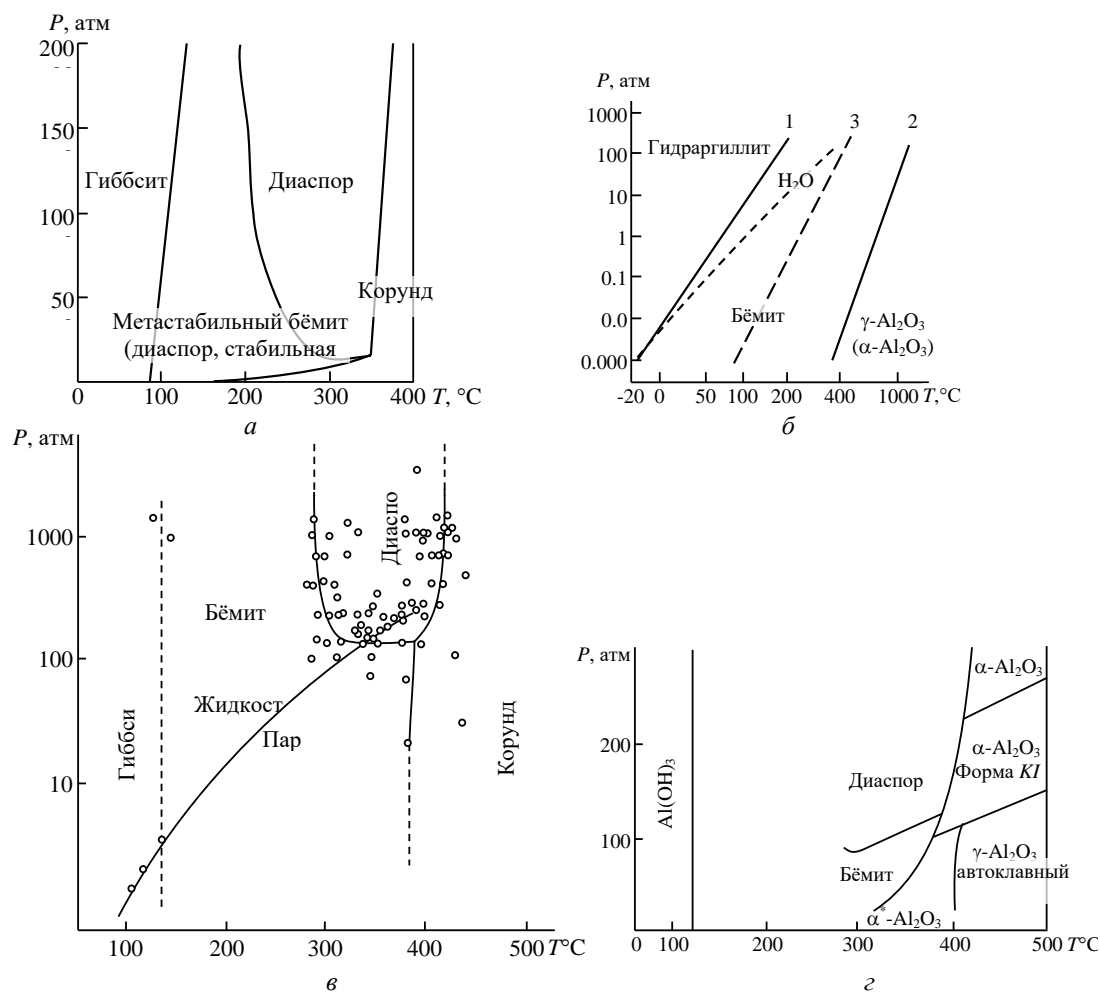 P, атм
200
150
100
50
Гиббсит
Диаспор
Корунд
Метастабильный бёмит
(диаспор, стабильная
0
100
200
300
400 T, °C
а
P, атм
1000
100
10
1
0.1
0.0
0.000
1
3
2
Гидраргиллит
H₂O
Бёмит
γ-Al₂O₃
(α-Al₂O₃)
-20
0
50
100
200
400
1000 T,°C
б
P, атм
1000
100
10
Диаспо
Бёмит
Жидкост
Пар
Гиббси
Корунд
100
200
300
400
500 T°C
в
P, атм
200
100
Al(OH)₃
Диаспор
α-Al₂O₃
α-Al₂O₃
Форма KI
γ-Al₂O₃
автоклавный
Бёмит
α*-Al₂O₃
0
100
200
300
400
500 T°C
г